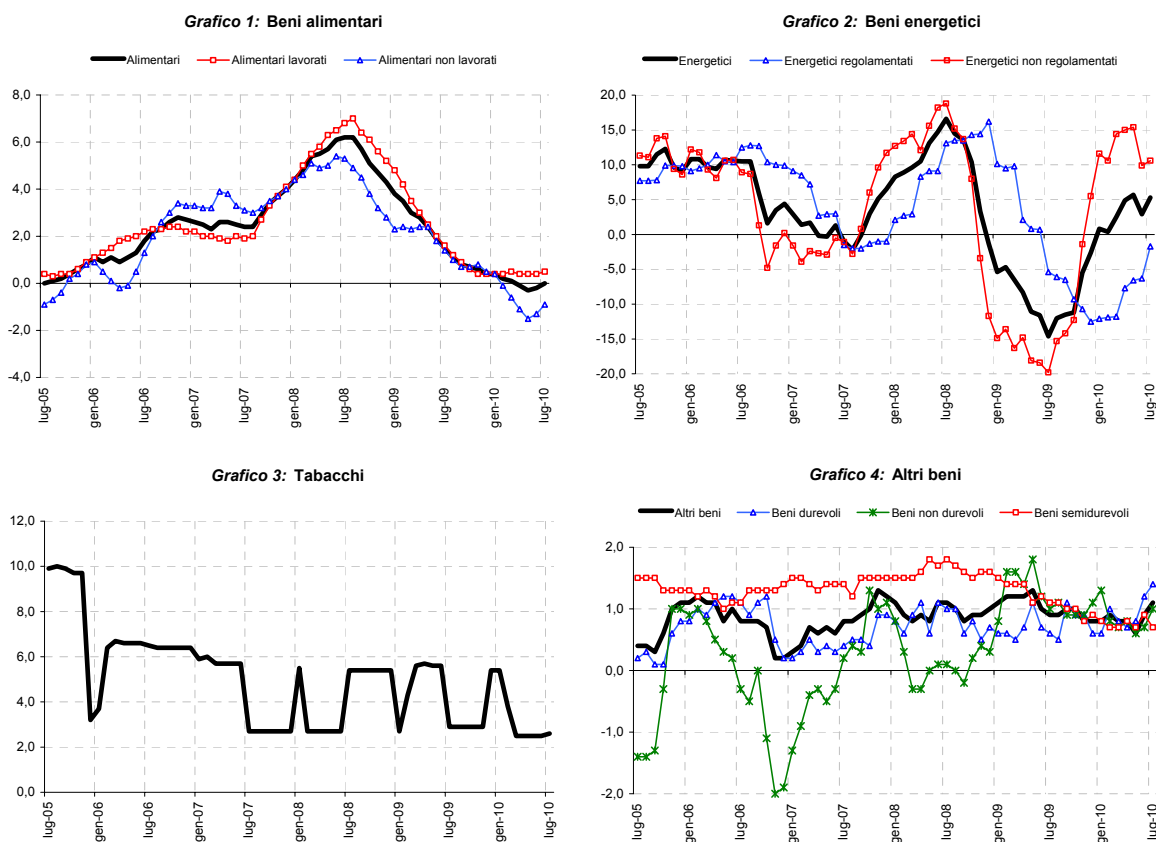 Grafico 1: Beni alimentari
Alimentari Alimentari lavorati Alimentari non lavorati
8,0
6,0
4,0
2,0
0,0
-2,0
-4,0
lug-05 gen-06 lug-06 gen-07 lug-07 gen-08 lug-08 gen-09 lug-09 gen-10 lug-10
Grafico 2: Beni energetici
Energetici Energetici regolamentati Energetici non regolamentati
20,0
15,0
10,0
5,0
0,0
-5,0
-10,0
-15,0
-20,0
lug-05 gen-06 lug-06 gen-07 lug-07 gen-08 lug-08 gen-09 lug-09 gen-10 lug-10
Grafico 3: Tabacchi
12,0
10,0
8,0
6,0
4,0
2,0
0,0
lug-05 gen-06 lug-06 gen-07 lug-07 gen-08 lug-08 gen-09 lug-09 gen-10 lug-10
Grafico 4: Altri beni
Altri beni Beni durevoli Beni non durevoli Beni semidurevoli
2,0
1,0
0,0
-1,0
-2,0
lug-05 gen-06 lug-06 gen-07 lug-07 gen-08 lug-08 gen-09 lug-09 gen-10 lug-10